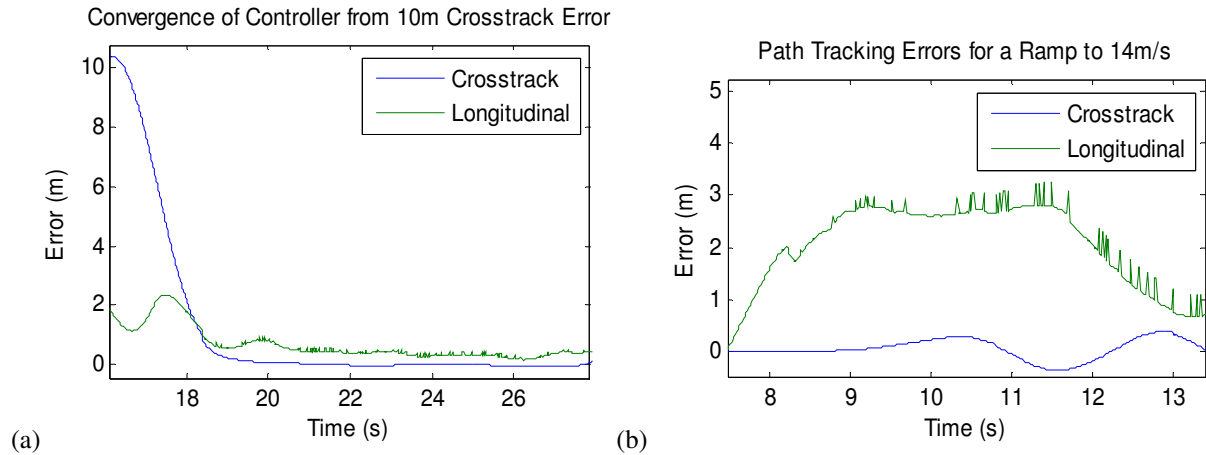 Convergence of Controller from 10m Crosstrack Error
10
8
6
4
2
0
Error (m)
Crosstrack
Longitudinal
18 20 22 24 26
Time (s)
(a)
Path Tracking Errors for a Ramp to 14m/s
5
4
3
2
1
0
Error (m)
Crosstrack
Longitudinal
8 9 10 11 12 13
Time (s)
(b)